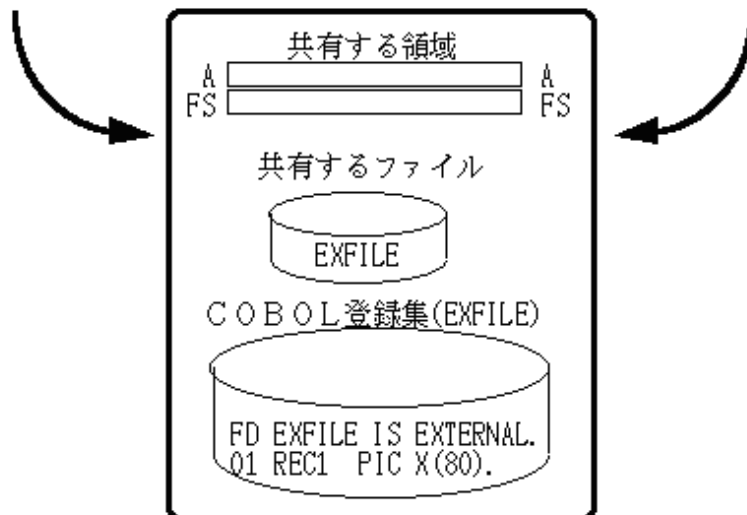 共有する領域
A A
FS FS
共有するファイル
EXFILE
ＣＯＢＯＬ登録集(EXFILE)
FD EXFILE IS EXTERNAL.
01 REC1 PIC X(80).